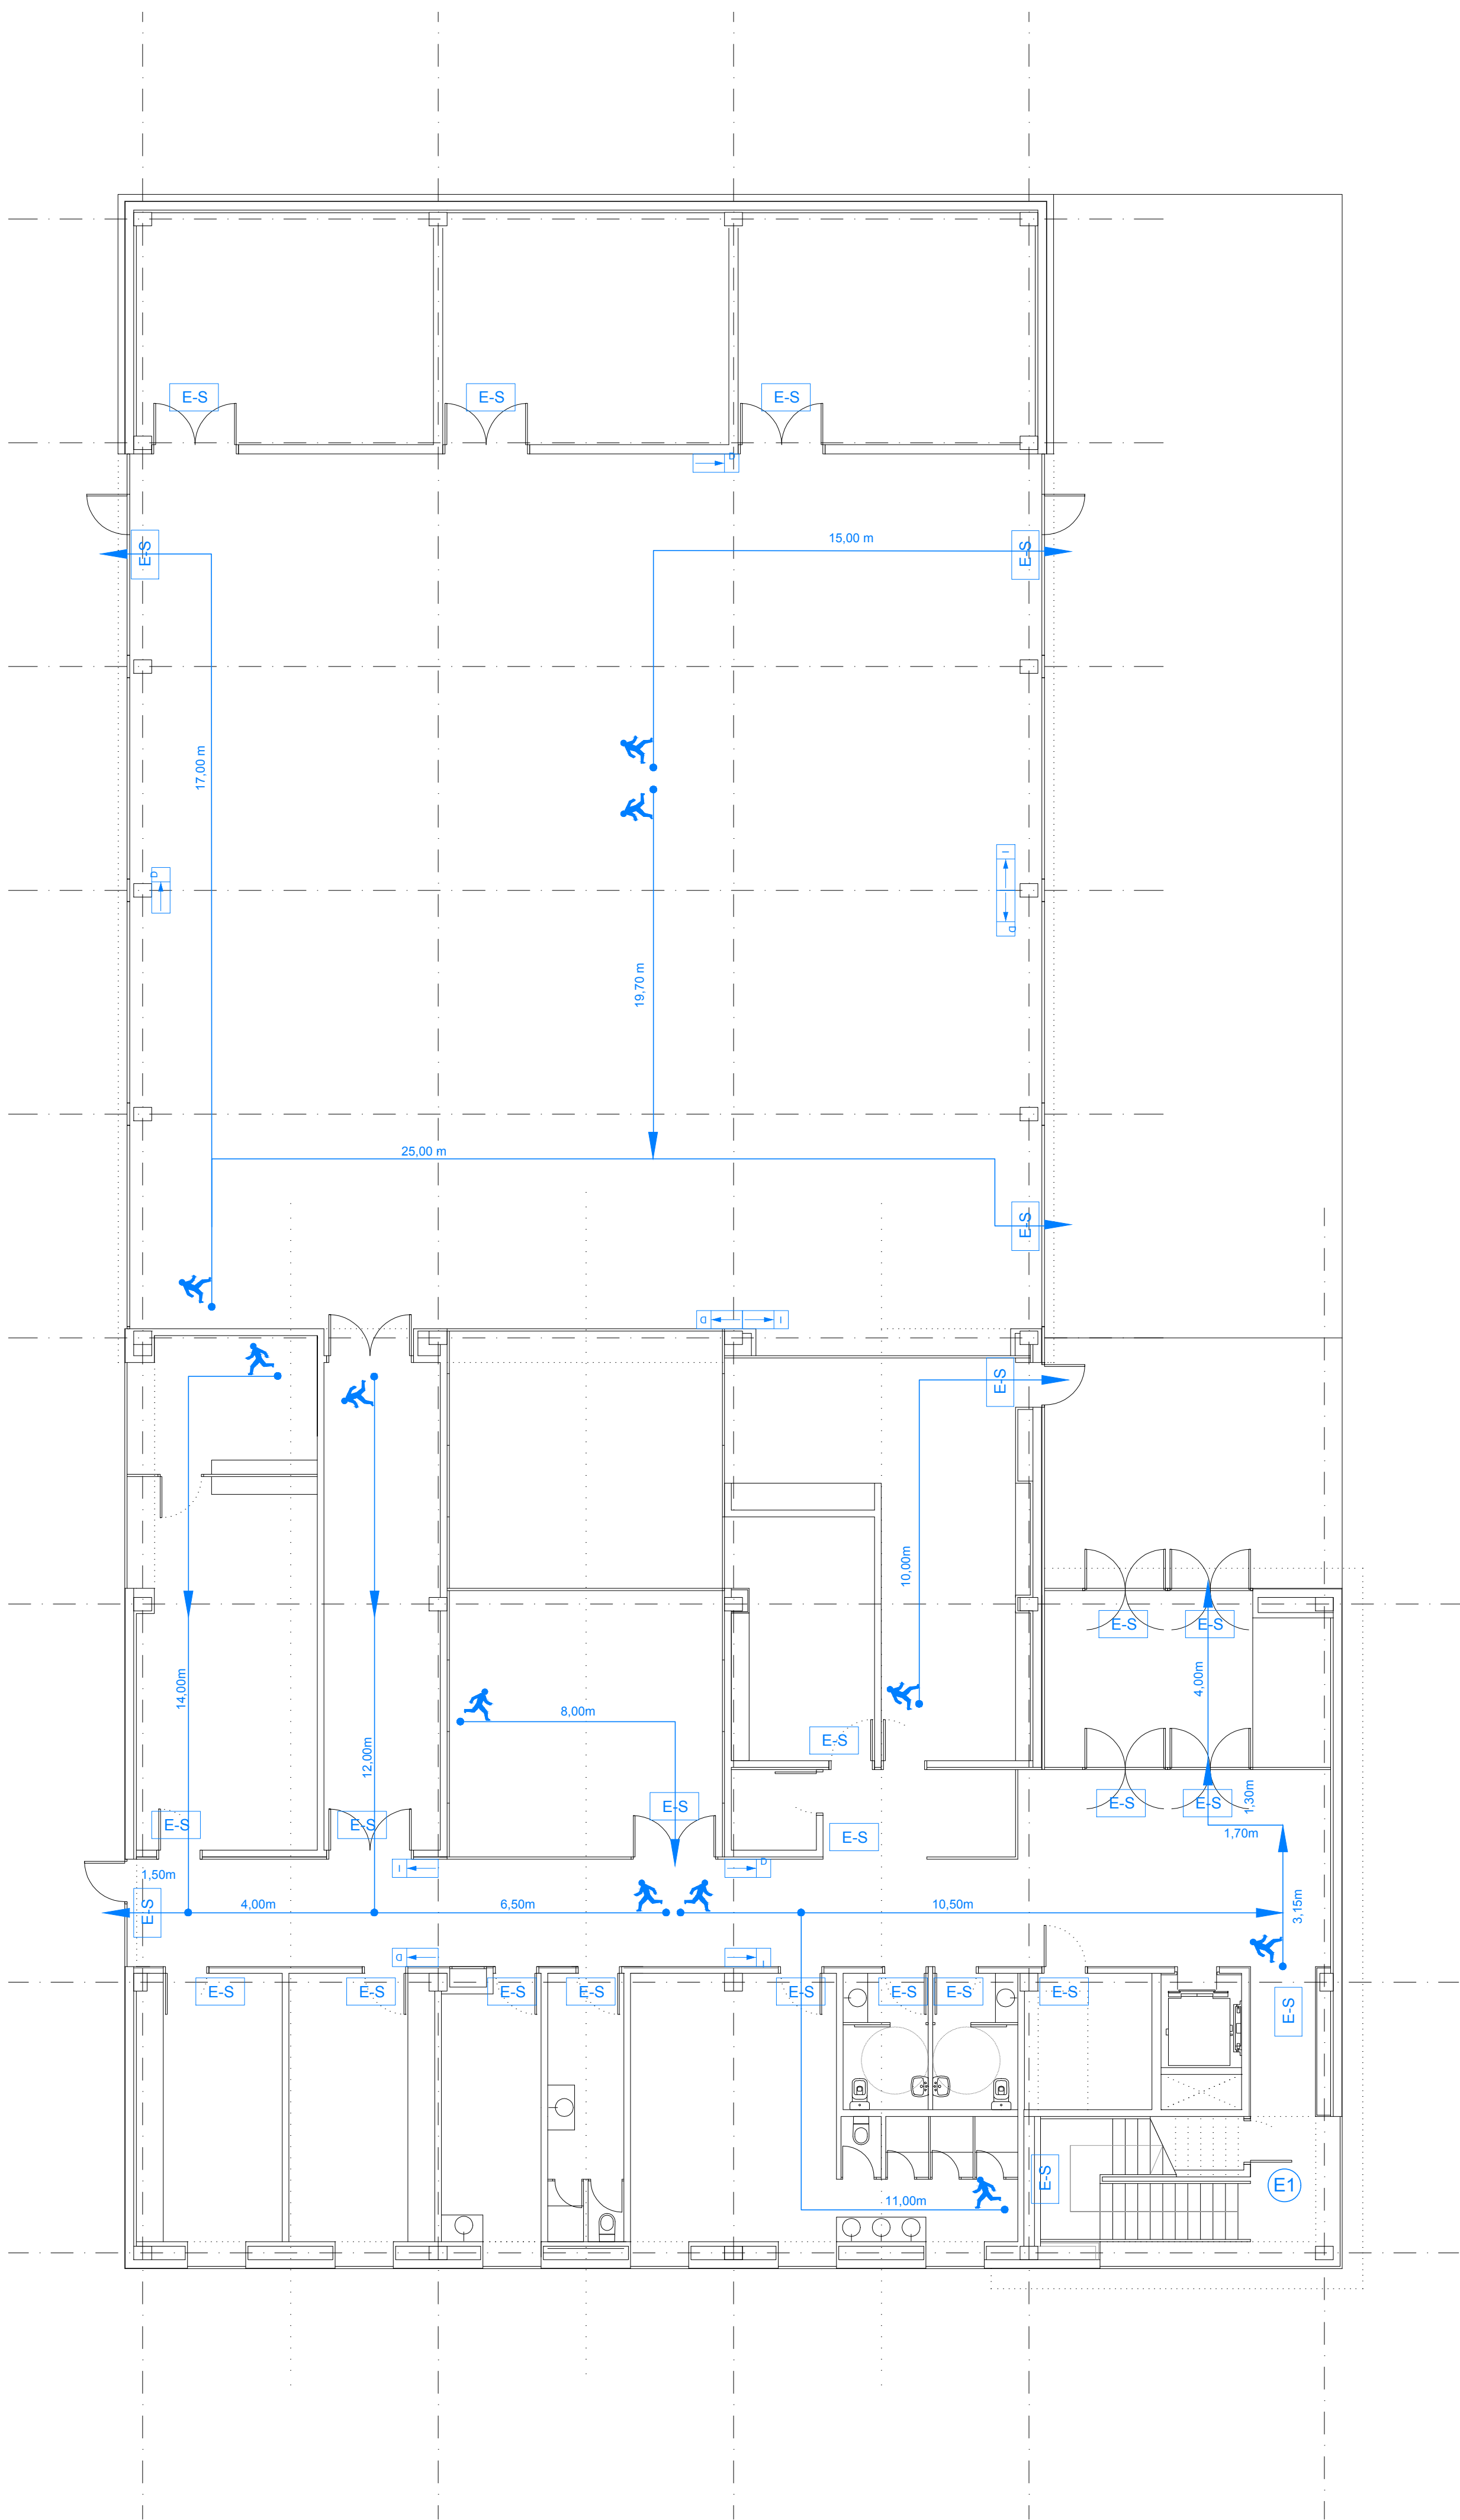 E-S
E-S
E-S
D
15,00 m
E-S
E-S
17,00 m
I
D
D
19,70 m
25,00 m
E-S
D
I
E-S
10,00m
E-S
E-S
14,00m
4,00m
8,00m
12,00m
E-S
E-S
E-S
E-S
E-S
E-S
1,30m
E-S
1,70m
I
D
1,50m
E-S
4,00m
6,50m
10,50m
3,15m
D
I
E-S
E-S
E-S
E-S
E-S
E-S
E-S
E-S
E-S
E-S
E1
11,00m